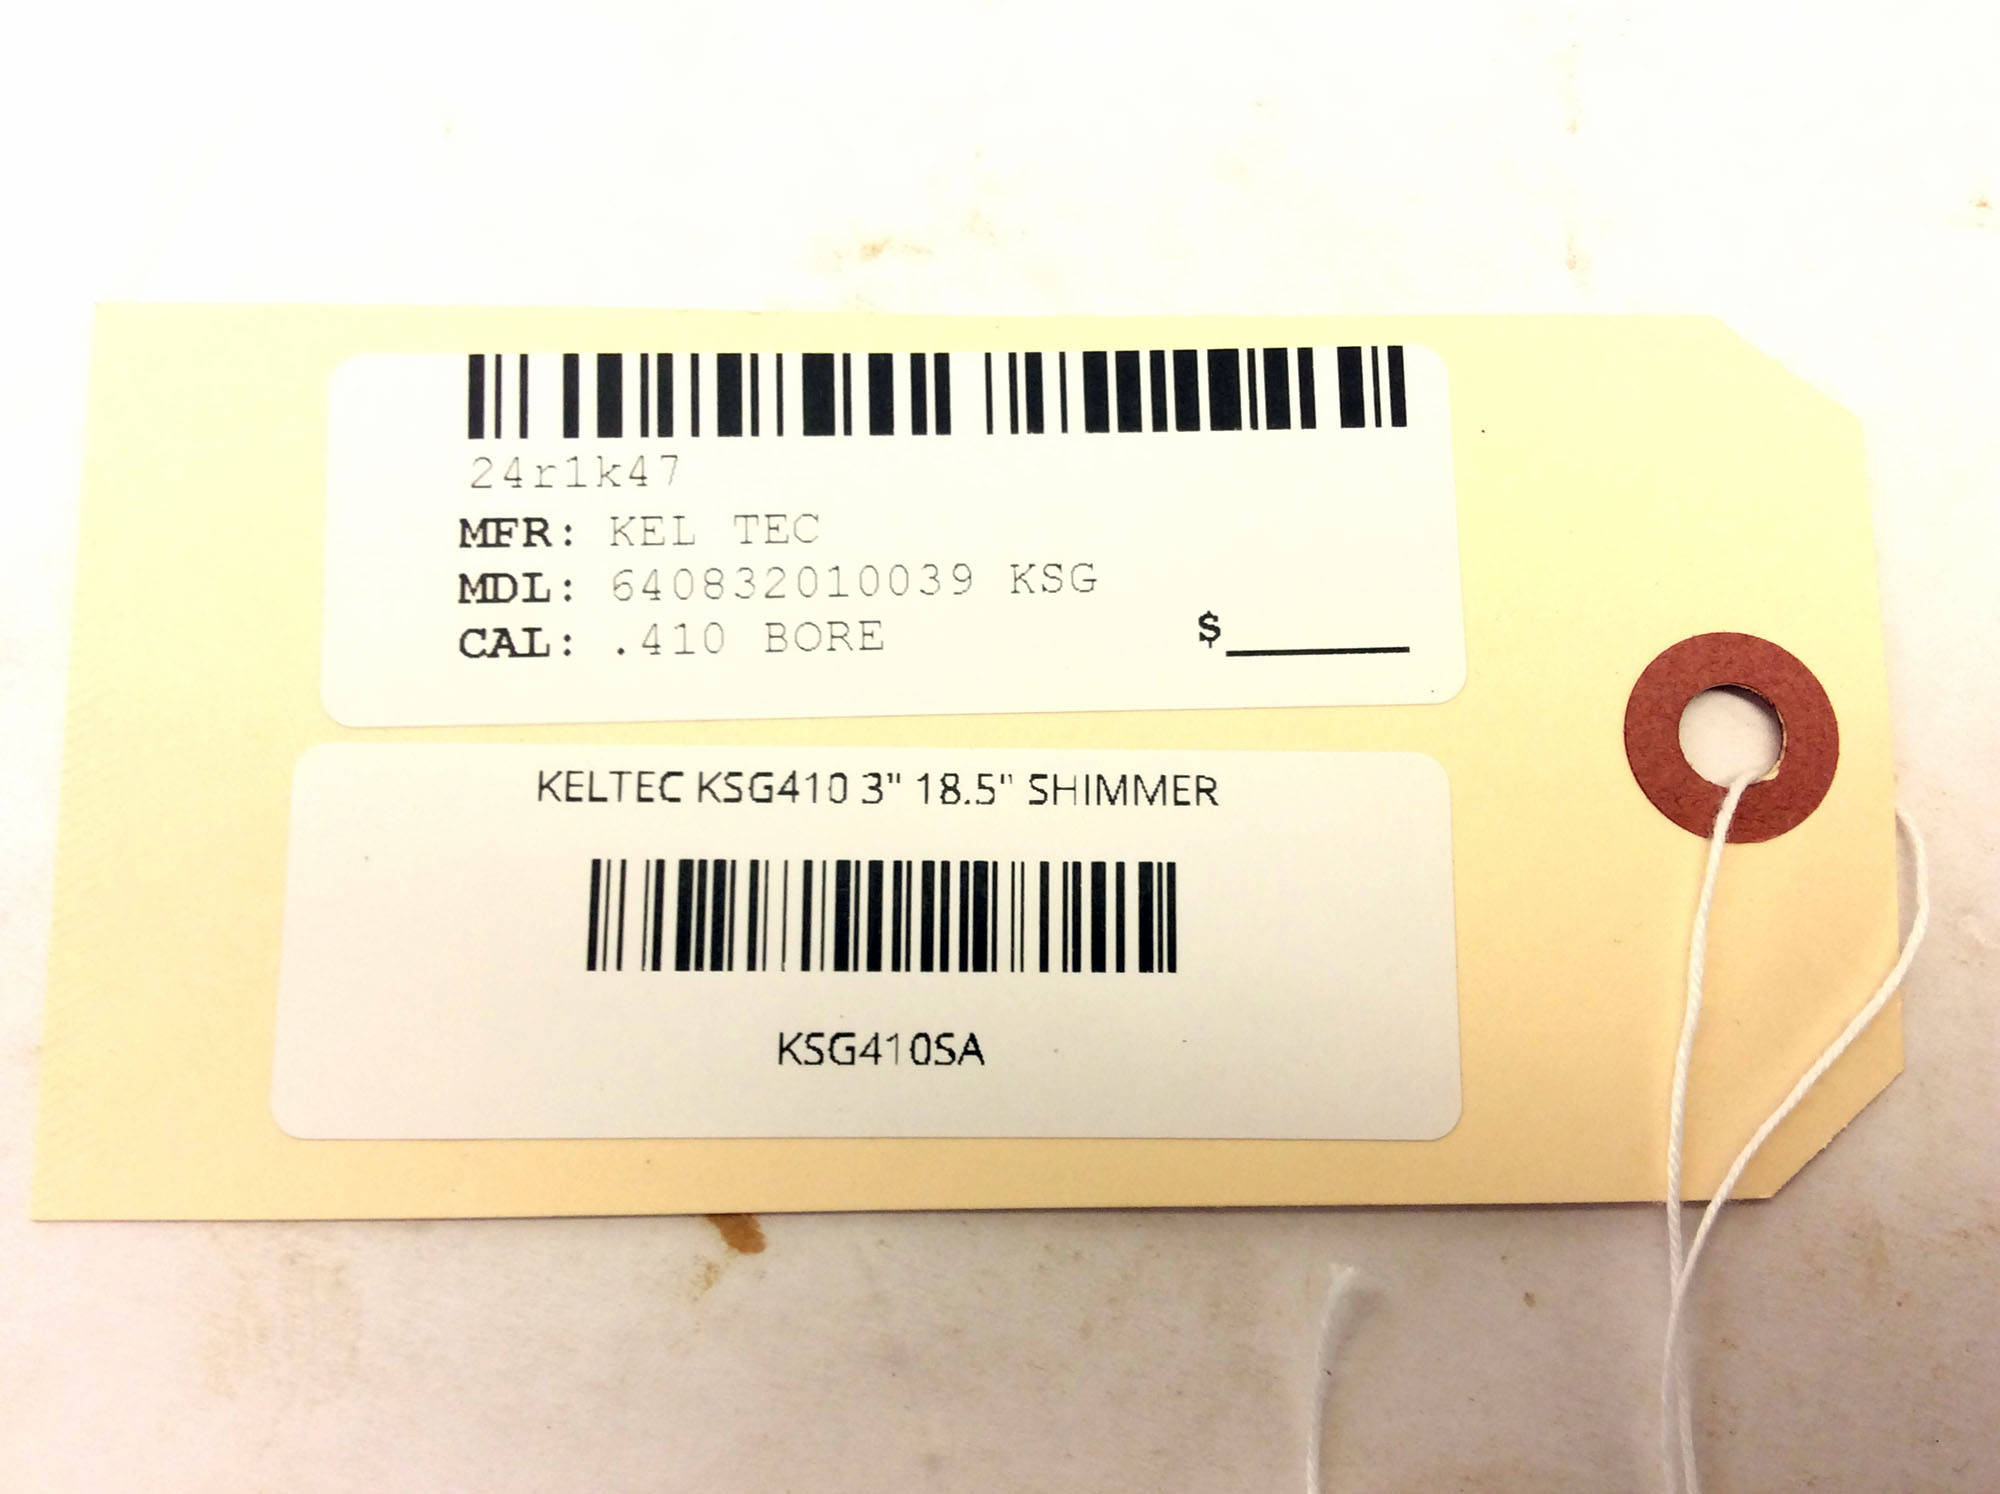 24r1k47
MFR: KEL TEC
MDL: 640832010039 KSG
CAL: .410 BORE
$
KELTEC KSG410 3" 18.5" SHIMMER
KSG410SA